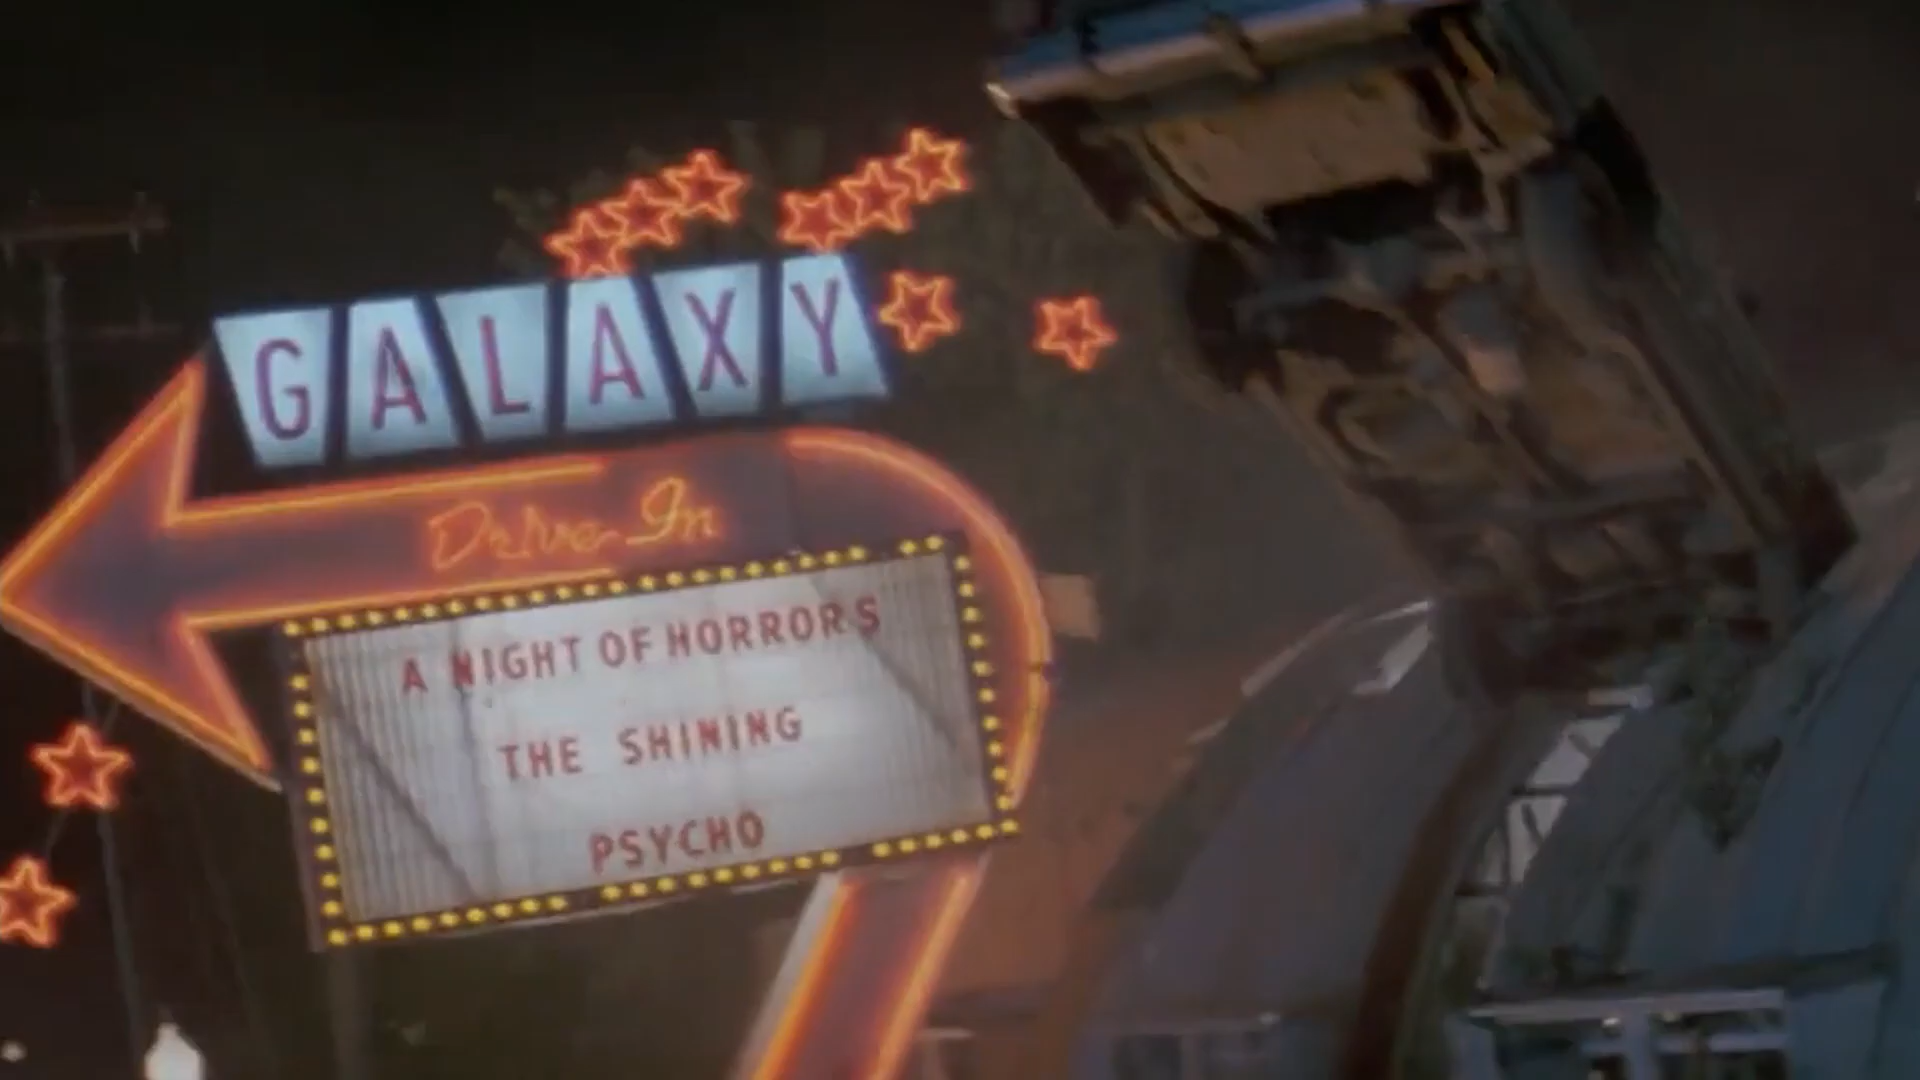 GALAXY
Drive-In
A NIGHT OF HORRORS
THE SHINING
PSYCHO